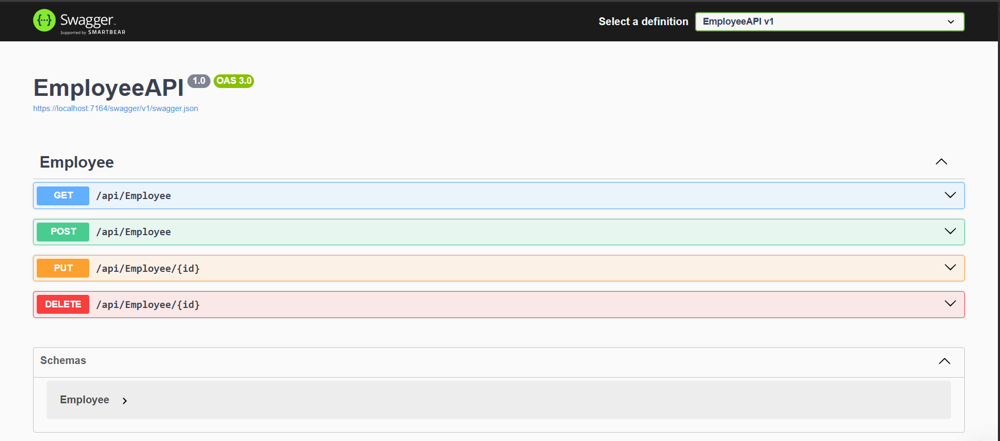 {···} Swagger™
Supported by SMARTBEAR
Select a definition
EmployeeAPI v1
EmployeeAPI 1.0 OAS 3.0
https://localhost:7164/swagger/v1/swagger.json
Employee
GET /api/Employee
POST /api/Employee
PUT /api/Employee/{id}
DELETE /api/Employee/{id}
Schemas
Employee